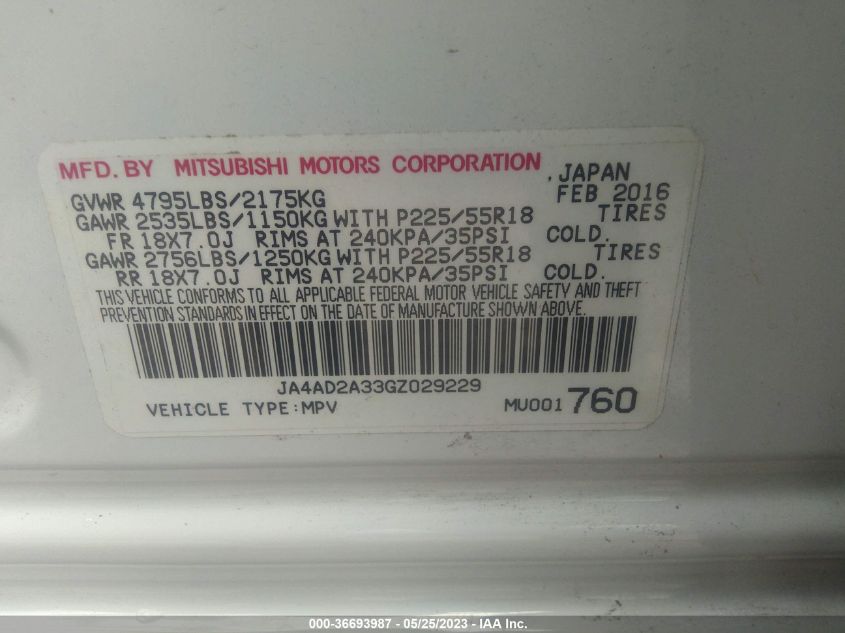 MFD. BY MITSUBISHI MOTORS CORPORATION, JAPAN
GVWR 4795LBS/2175KG FEB 2016
GAWR 2535LBS/1150KG WITH P225/55R18 TIRES
FR 18X7.0J RIMS AT 240KPA/35PSI COLD.
GAWR 2756LBS/1250KG WITH P225/55R18 TIRES
RR 18X7.0J RIMS AT 240KPA/35PSI COLD.
THIS VEHICLE CONFORMS TO ALL APPLICABLE FEDERAL MOTOR VEHICLE SAFETY AND THEFT
PREVENTION STANDARDS IN EFFECT ON THE DATE OF MANUFACTURE SHOWN ABOVE.
JA4AD2A33GZ029229
VEHICLE TYPE:MPV MU001760
000-36693987 - 05/25/2023 - IAA Inc.